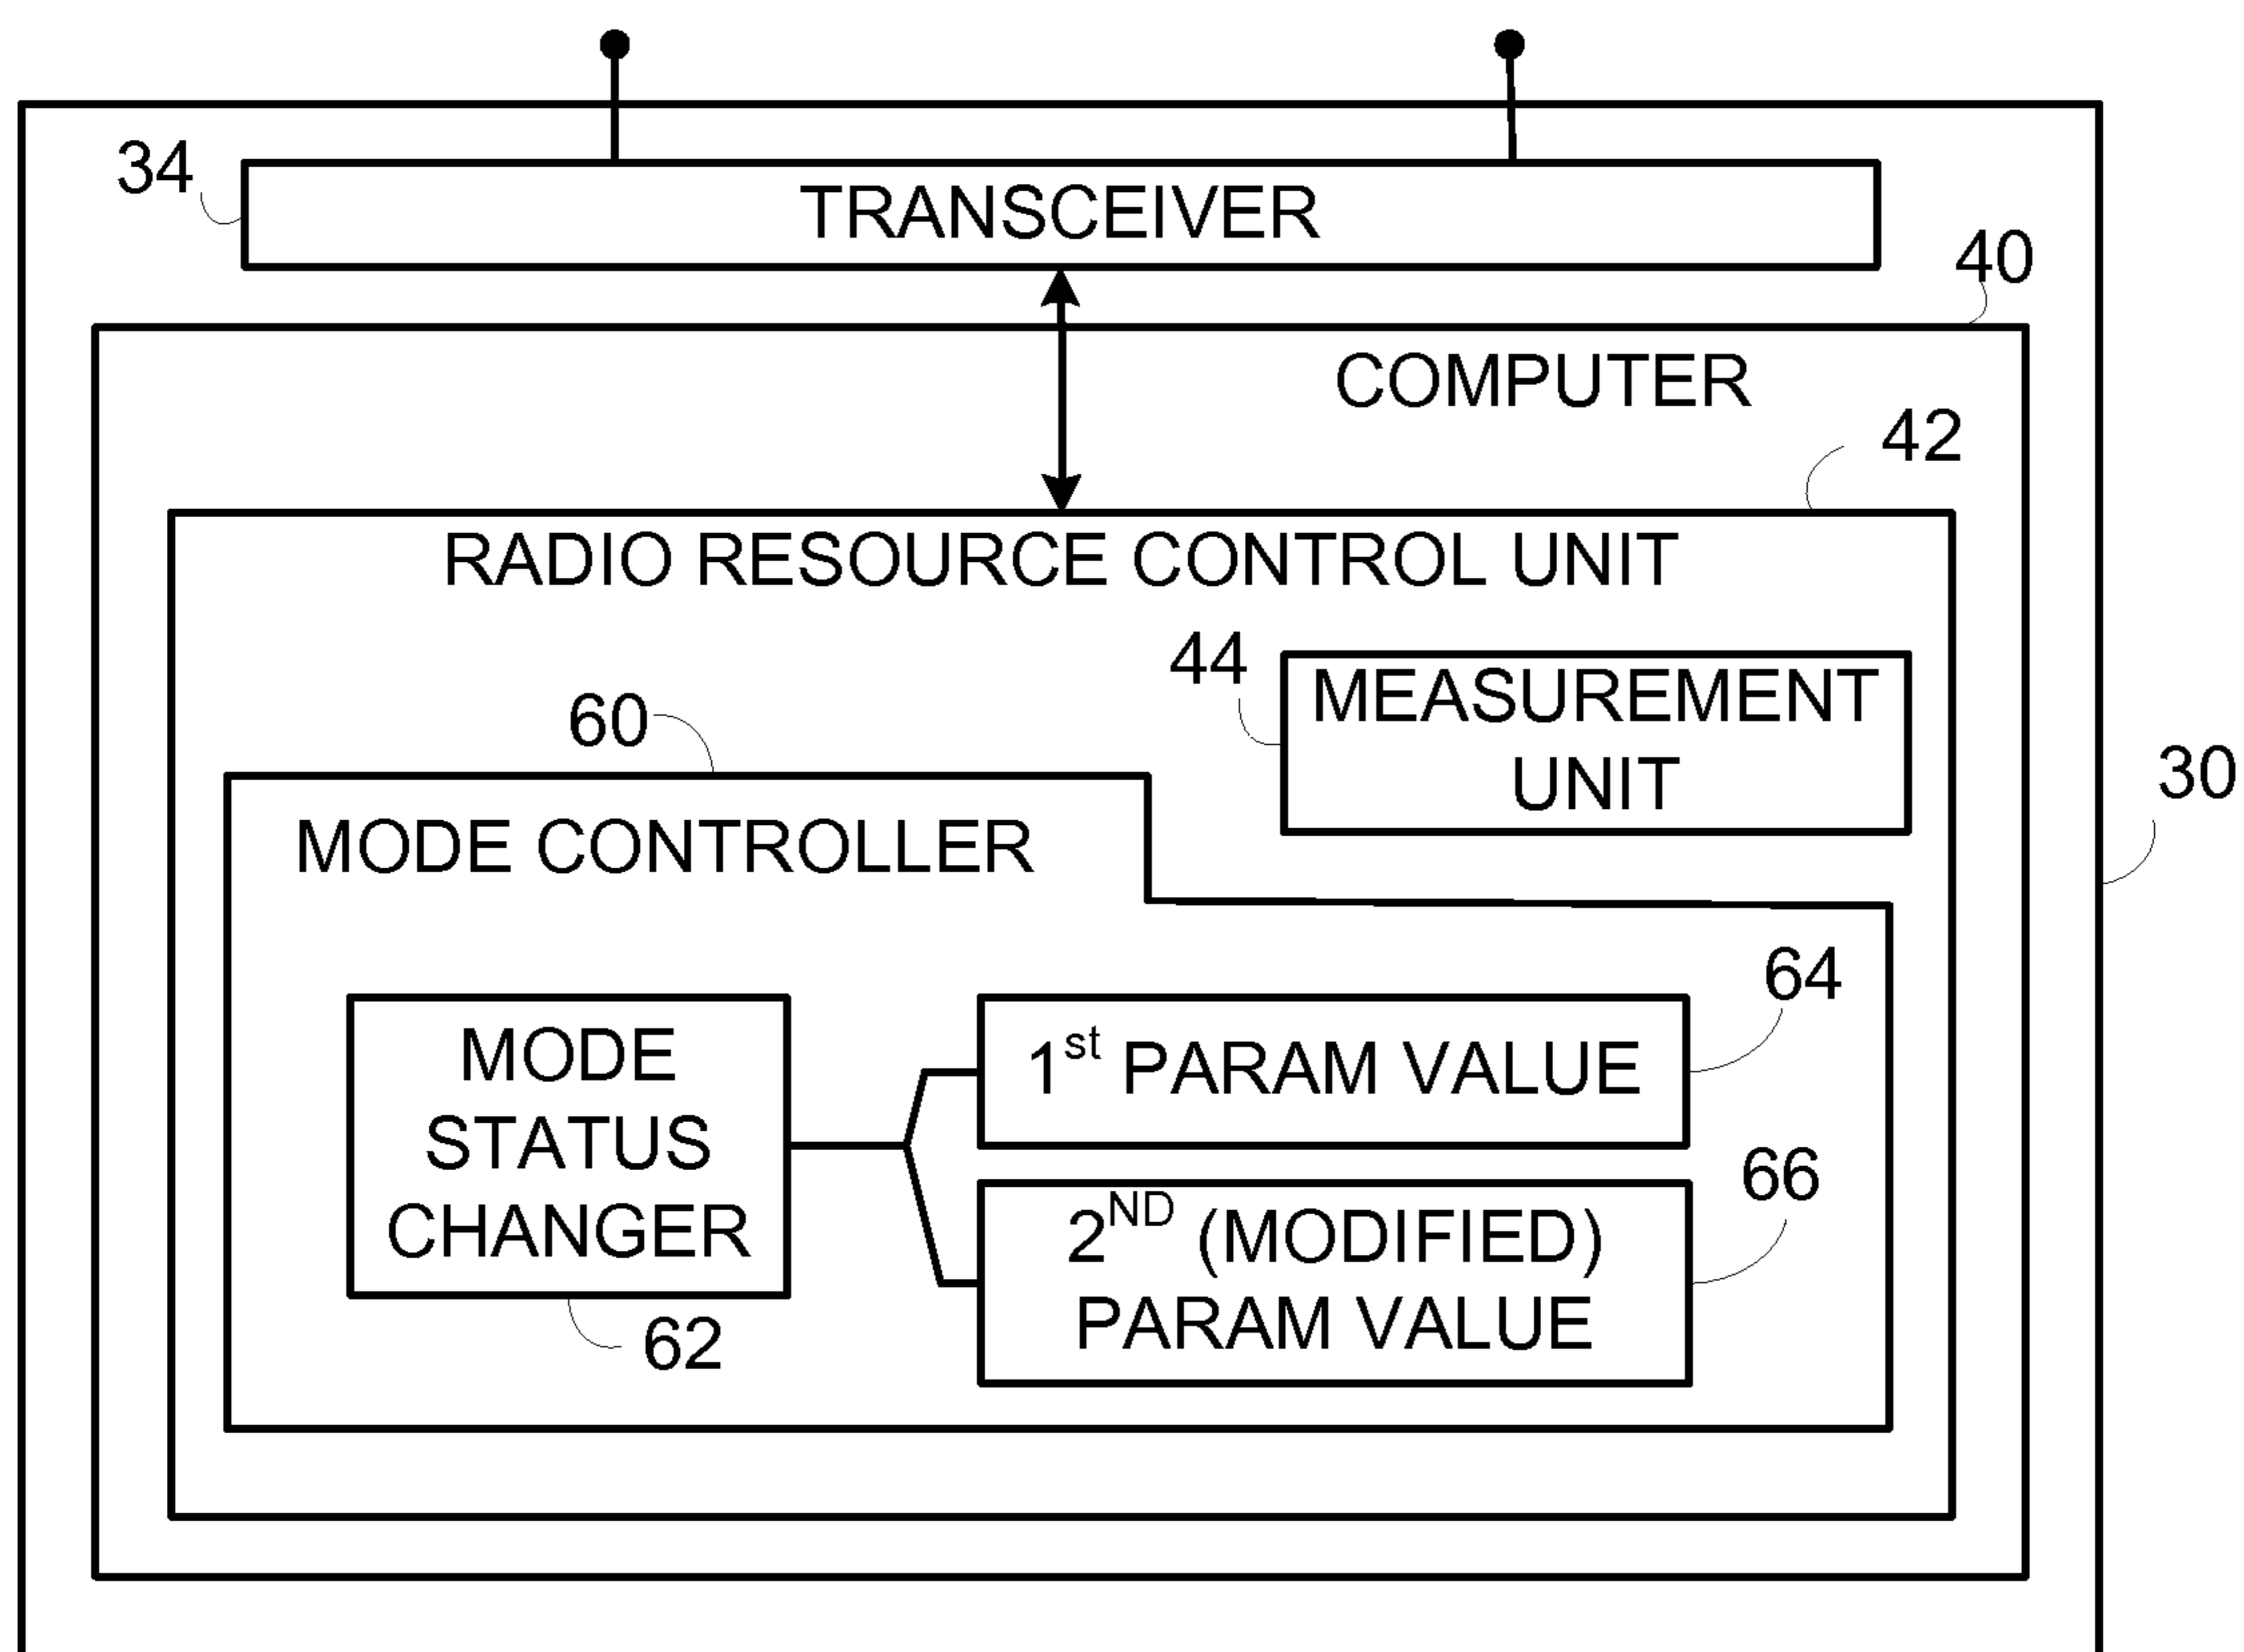 34
TRANSCEIVER
40
COMPUTER
42
RADIO RESOURCE CONTROL UNIT
44
MEASUREMENT
UNIT
60
30
MODE CONTROLLER
64
MODE
STATUS
CHANGER
1st PARAM VALUE
66
2ND (MODIFIED)
PARAM VALUE
62